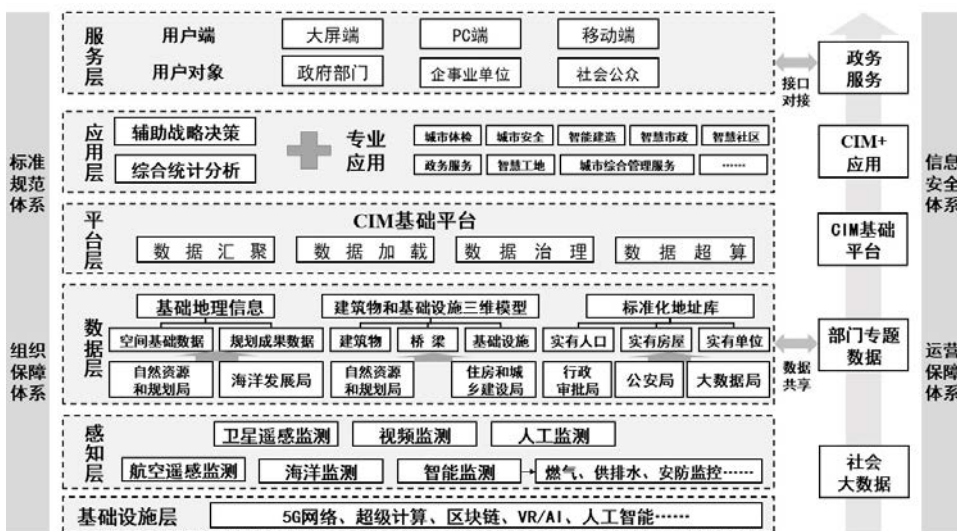 标准
规范
体系
组织
保障
体系
服务层
用户端
大屏端
PC端
移动端
用户对象
政府部门
企事业单位
社会公众
应用层
辅助战略决策
综合统计分析
专业
应用
城市体检
城市安全
智能建造
智慧市政
智慧社区
政务服务
智慧工地
城市综合管理服务
……
平台层
CIM基础平台
数据汇聚
数据加载
数据治理
数据超算
数据层
基础地理信息
建筑物和基础设施三维模型
标准化地址库
空间基础数据
规划成果数据
建筑物
桥梁
基础设施
实有人口
实有房屋
实有单位
自然资源
和规划局
海洋发展局
自然资源
和规划局
住房和城
乡建设局
行政
审批局
公安局
大数据局
感知层
卫星遥感监测
视频监测
人工监测
航空遥感监测
海洋监测
智能监测
燃气、供排水、安防监控……
基础设施层
5G网络、超级计算、区块链、VR/AI、人工智能……
接口
对接
数据
共享
政务
服务
CIM+
应用
CIM基础
平台
部门专题
数据
社会
大数据
信息
安全
体系
运营
保障
体系